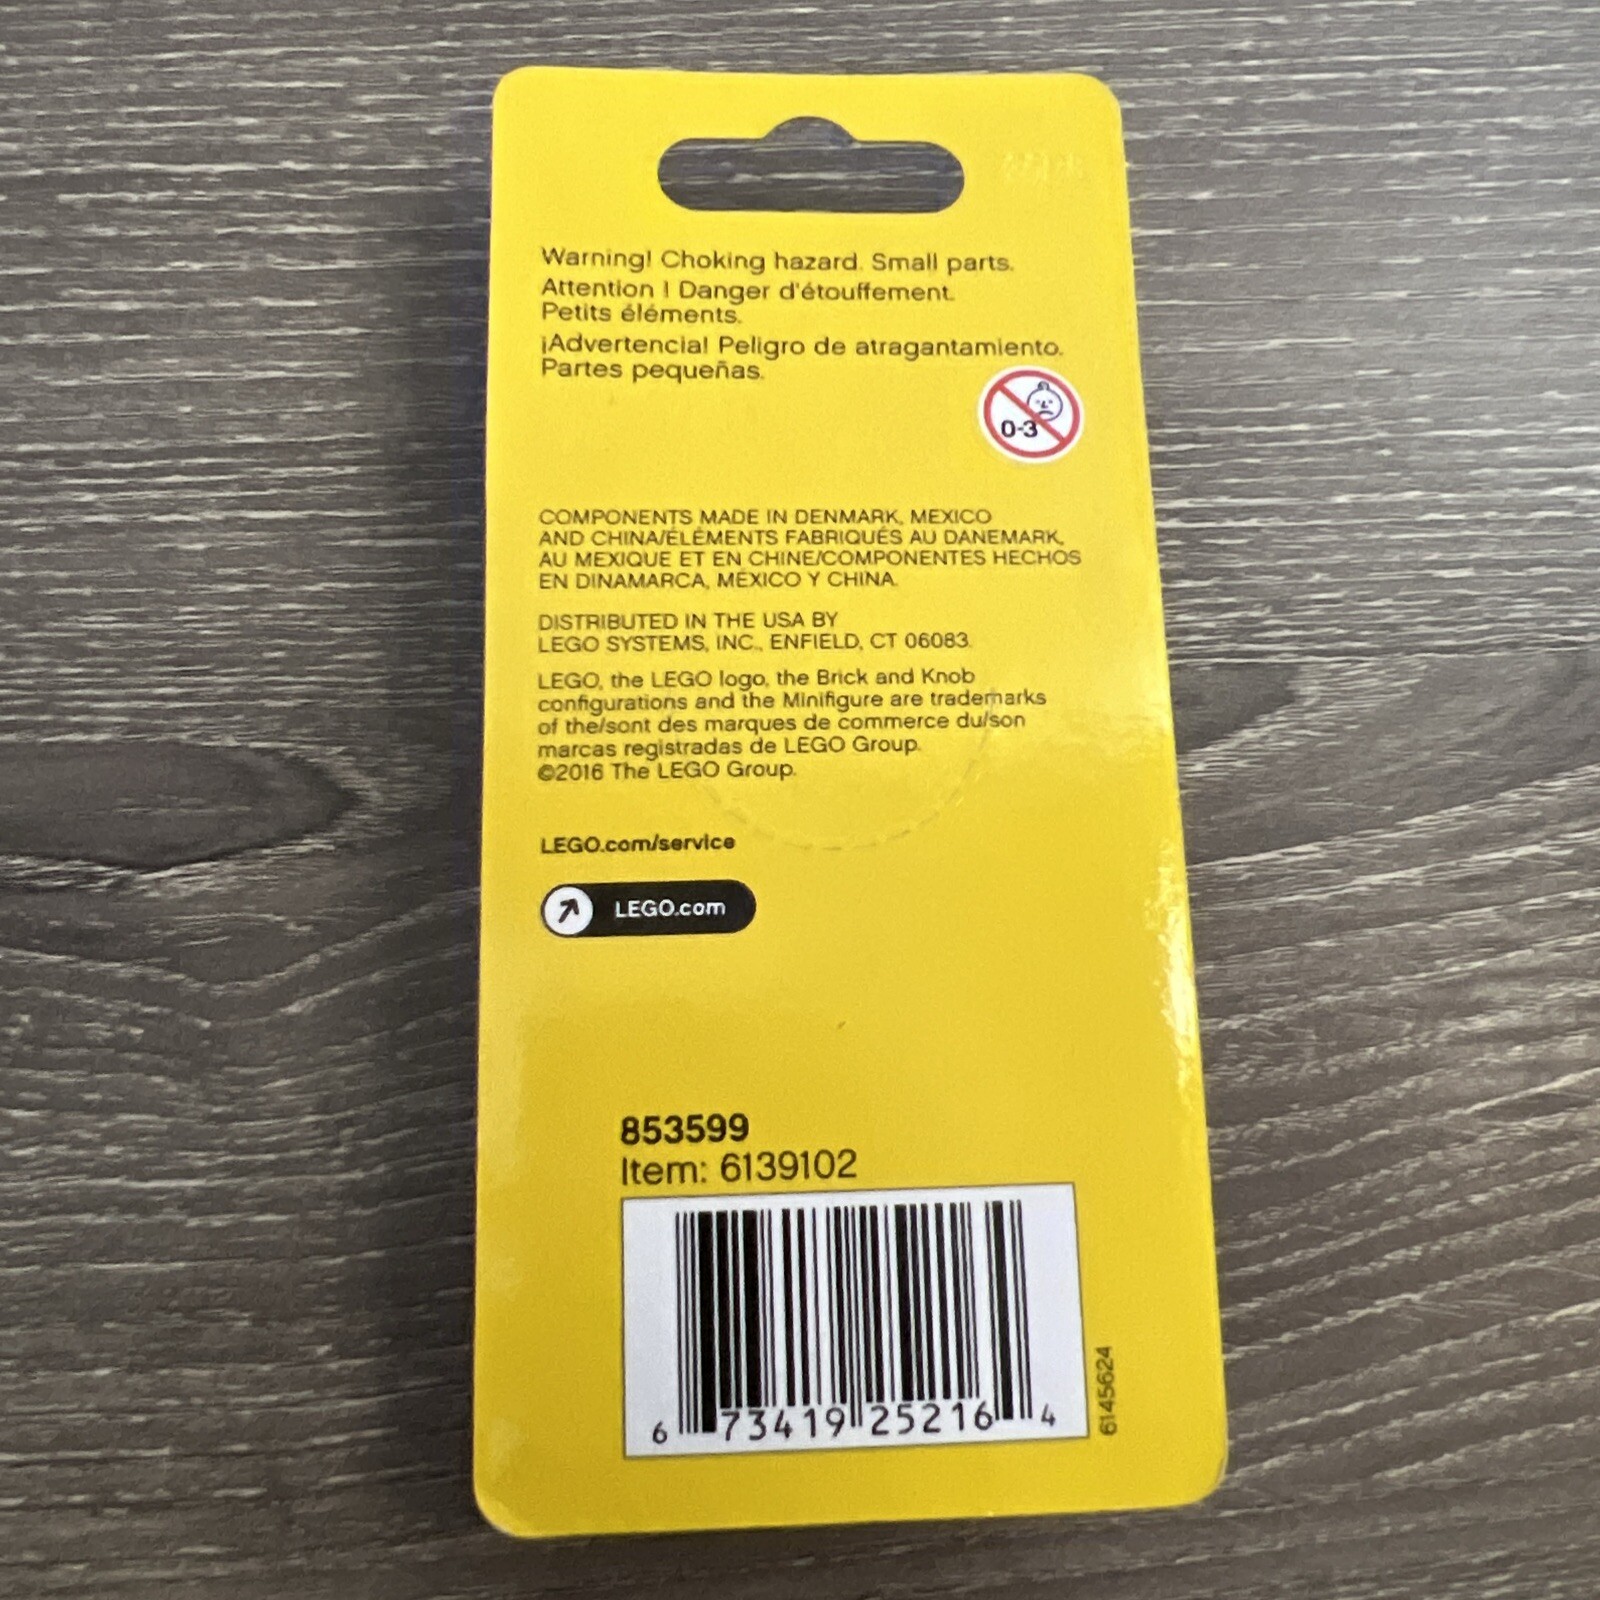 Warning! Choking hazard. Small parts.
Attention ! Danger d'étouffement.
Petits éléments.
¡Advertencia! Peligro de atragantamiento.
Partes pequeñas.
0-3
COMPONENTS MADE IN DENMARK, MEXICO
AND CHINA/ÉLÉMENTS FABRIQUÉS AU DANEMARK,
AU MEXIQUE ET EN CHINE/COMPONENTES HECHOS
EN DINAMARCA, MÉXICO Y CHINA.
DISTRIBUTED IN THE USA BY
LEGO SYSTEMS, INC., ENFIELD, CT 06083.
LEGO, the LEGO logo, the Brick and Knob
configurations and the Minifigure are trademarks
of the/sont des marques de commerce du/son
marcas registradas de LEGO Group.
©2016 The LEGO Group.
LEGO.com/service
LEGO.com
853599
Item: 6139102
6 73419 25216 4
6145624